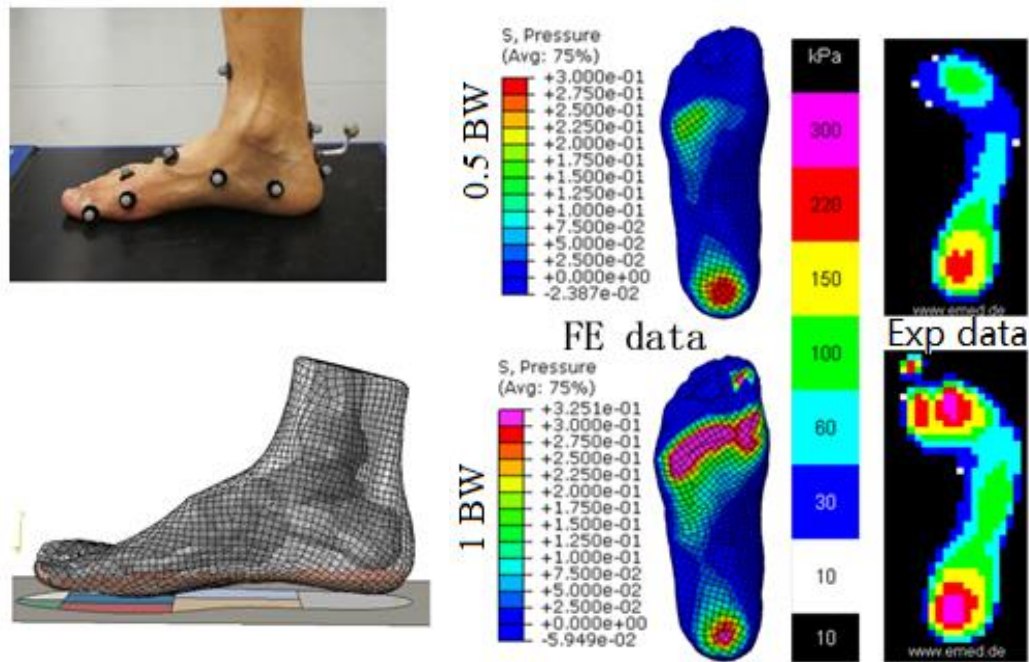 0.5 BW
S, Pressure
(Avg: 75%)
+3.000e-01
+2.750e-01
+2.500e-01
+2.250e-01
+2.000e-01
+1.750e-01
+1.500e-01
+1.250e-01
+1.000e-01
+7.500e-02
+5.000e-02
+2.500e-02
+0.000e+00
-2.387e-02
FE data
1 BW
S, Pressure
(Avg: 75%)
+3.251e-01
+3.000e-01
+2.750e-01
+2.500e-01
+2.250e-01
+2.000e-01
+1.750e-01
+1.500e-01
+1.250e-01
+1.000e-01
+7.500e-02
+5.000e-02
+2.500e-02
+0.000e+00
-5.949e-02
kPa
300
220
150
100
60
30
10
10
www.emed.de
Exp data
www.emed.de